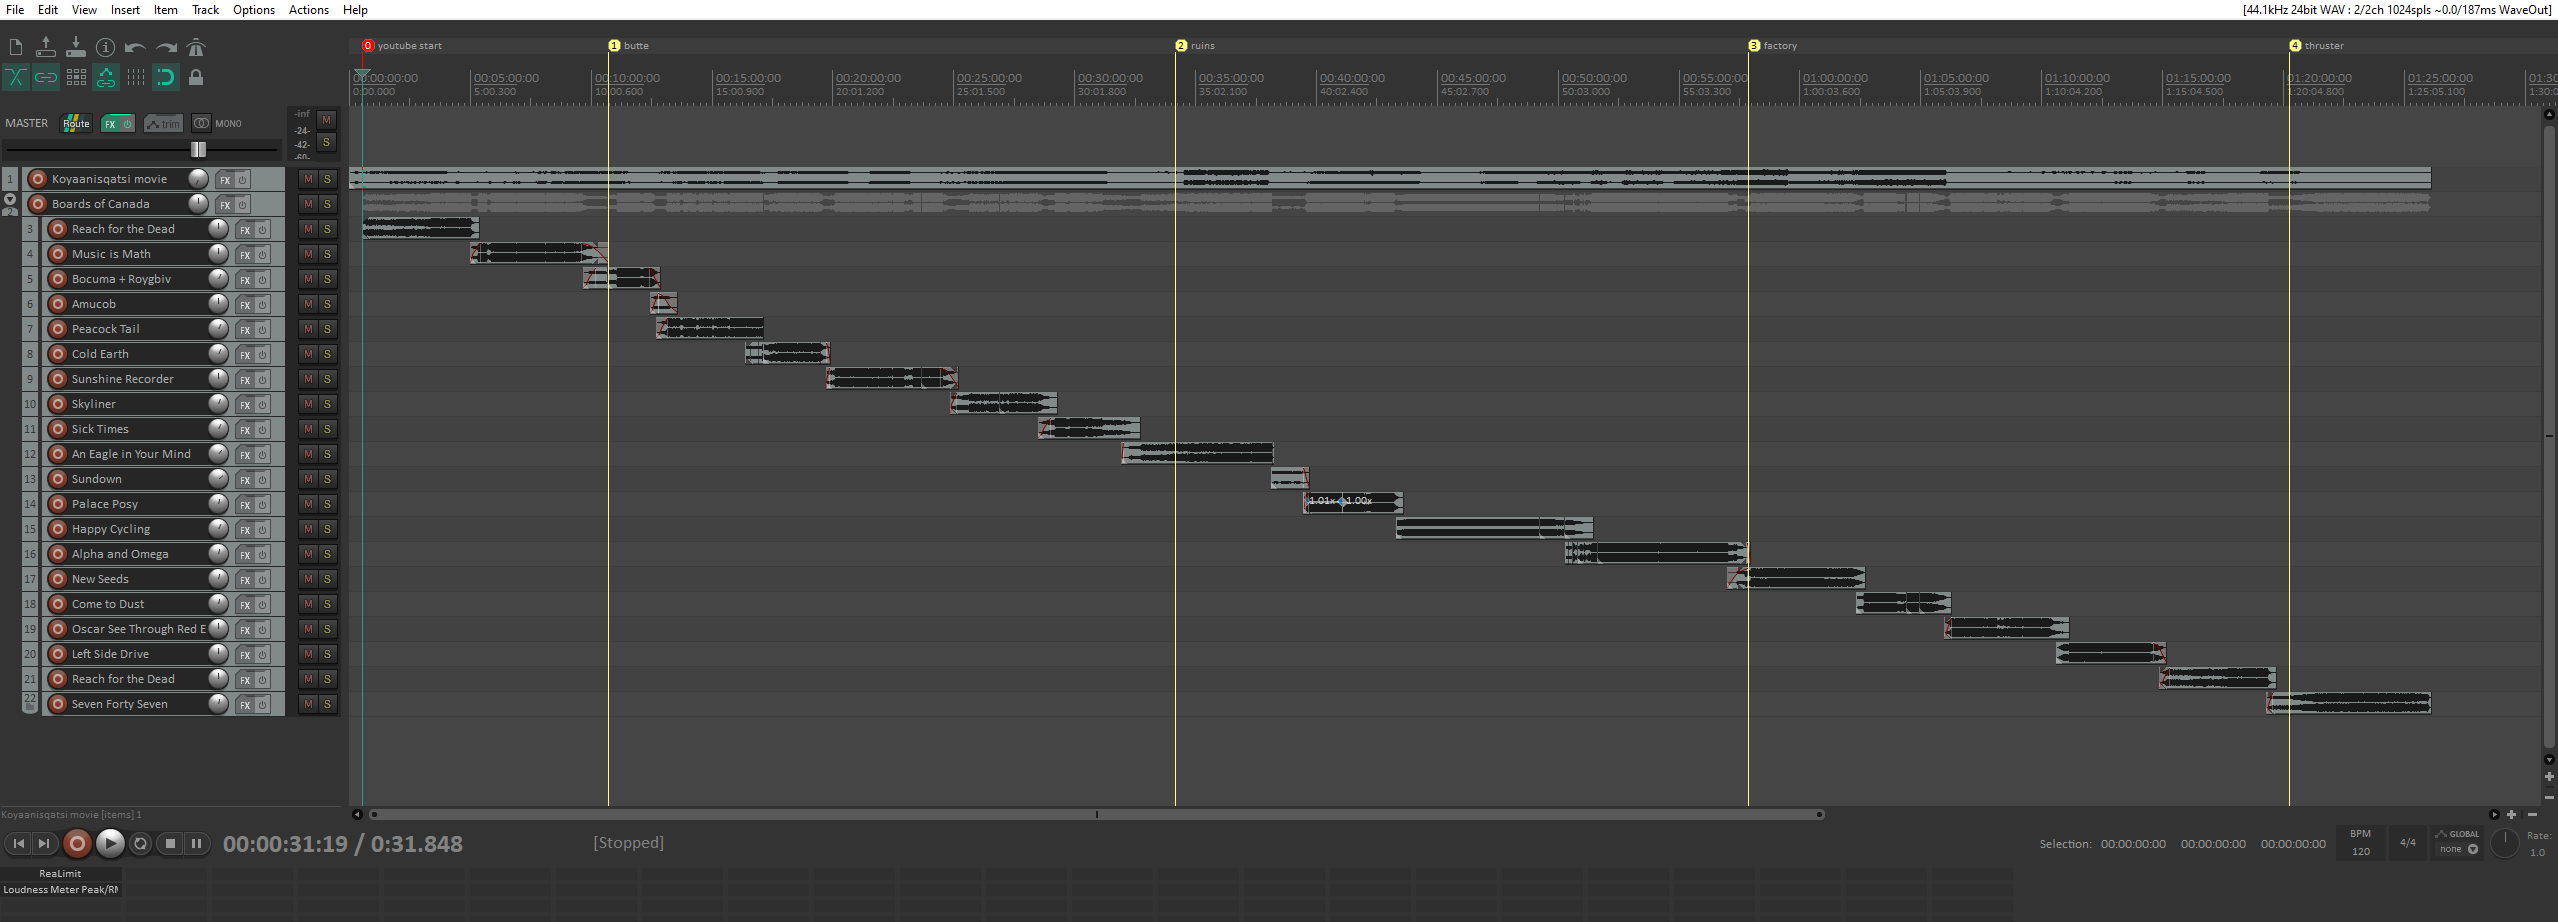 File Edit View Insert Item Track Options Actions Help
[44.1kHz 24bit WAV : 2/2ch 1024spls ~0.0/187ms WaveOut]
0 youtube start 1 butte 2 ruins 3 factory 4 thruster
00:00:00:00 00:05:00:00 00:10:00:00 00:15:00:00 00:20:00:00 00:25:00:00 00:30:00:00 00:35:00:00 00:40:00:00 00:45:00:00 00:50:00:00 00:55:00:00 01:00:00:00 01:05:00:00 01:10:00:00 01:15:00:00 01:20:00:00 01:25:00:00 01:30
0:00.000 5:00.300 10:00.600 15:00.900 20:01.200 25:01.500 30:01.800 35:02.100 40:02.400 45:02.700 50:03.000 55:03.300 1:00:03.600 1:05:03.900 1:10:04.200 1:15:04.500 1:20:04.800 1:25:05.100 1:30:0
MASTER Route FX trim MONO
-inf M
-24-
-42- S
-60-
1 Koyaanisqatsi movie FX M S
2 Boards of Canada FX M S
3 Reach for the Dead FX M S
4 Music is Math FX M S
5 Bocuma + Roygbiv FX M S
6 Amucob FX M S
7 Peacock Tail FX M S
8 Cold Earth FX M S
9 Sunshine Recorder FX M S
10 Skyliner FX M S
11 Sick Times FX M S
12 An Eagle in Your Mind FX M S
13 Sundown FX M S
14 Palace Posy FX M S 1.01x 1.00x
15 Happy Cycling FX M S
16 Alpha and Omega FX M S
17 New Seeds FX M S
18 Come to Dust FX M S
19 Oscar See Through Red E FX M S
20 Left Side Drive FX M S
21 Reach for the Dead FX M S
22 Seven Forty Seven FX M S
Koyaanisqatsi movie [items] 1
00:00:31:19 / 0:31.848 [Stopped]
Selection: 00:00:00:00 00:00:00:00 00:00:00:00
BPM
120
4/4
GLOBAL
none
Rate:
1.0
ReaLimit
Loudness Meter Peak/RM